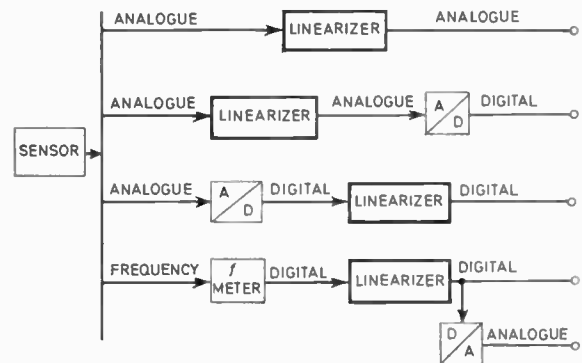 ANALOGUE
LINEARIZER
ANALOGUE
ANALOGUE
LINEARIZER
ANALOGUE
A
D
DIGITAL
SENSOR
ANALOGUE
A
D
DIGITAL
LINEARIZER
DIGITAL
FREQUENCY
f
METER
DIGITAL
LINEARIZER
DIGITAL
D
A
ANALOGUE